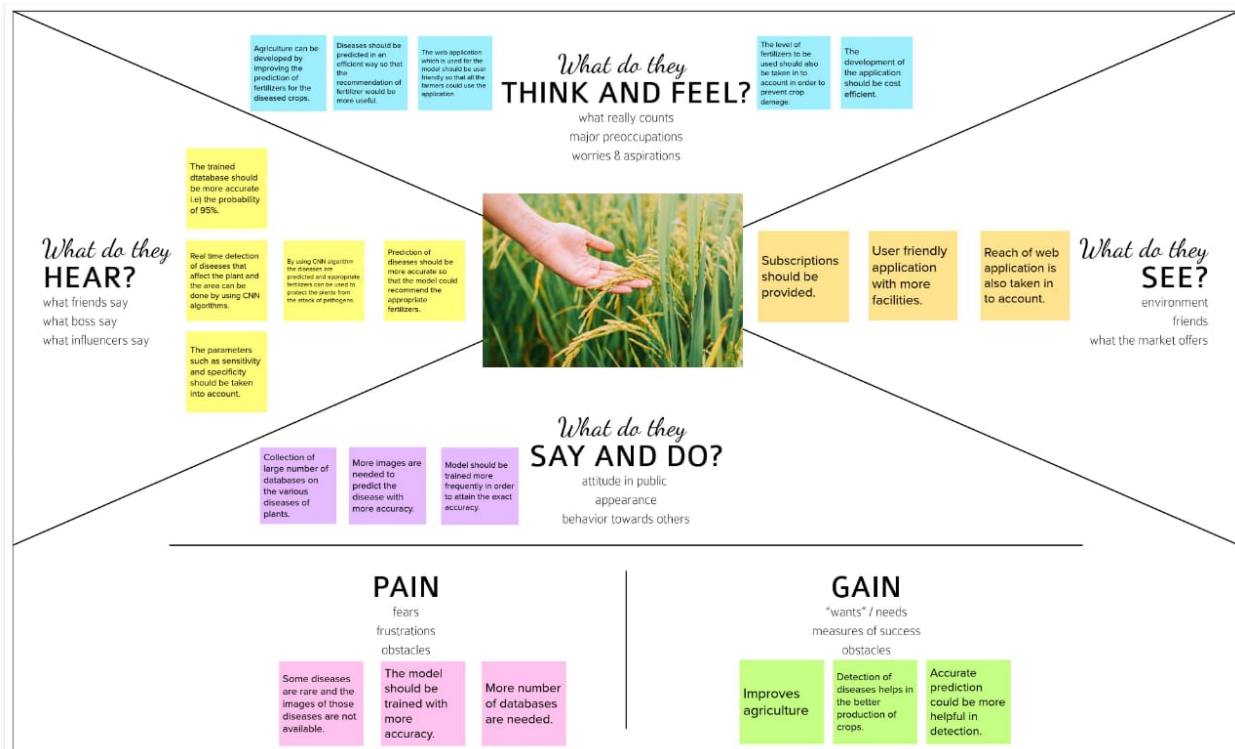 What do they
THINK AND FEEL?
what really counts
major preoccupations
worries & aspirations
Agriculture can be
developed by
improving the
prediction of
fertilizers for the
diseased crops.
Diseases should be
predicted in an
efficient way so that
the
recommendation of
fertilizer would be
more useful.
The web application
which is used for the
model should be user
friendly so that all the
farmers could use the
application.
The level of
fertilizers to be
used should also
be taken in to
account in order to
prevent crop
demege.
The
development of
the application
should be cost
efficient.
What do they
HEAR?
what friends say
what boss say
what influencers say
The trained
dtatabase should
be more accurate
i.e) the probability
of 95%.
Real time detection
of diseases that
affect the plant and
the area can be
done by using CNN
algorithms.
By using CNN algorithm
the diseases are
predicted and appropriate
fertilizers can be used to
protect the plants from
the attack of pathogens.
Prediction of
diseases should be
more accurate so
that the model could
recommend the
appropriate
fertilizers.
The parameters
such as sensitivity
and specificity
should be taken
into account.
What do they
SEE?
environment
friends
what the market offers
Subscriptions
should be
provided.
User friendly
application
with more
facilities.
Reach of web
application is
also taken in
to account.
What do they
SAY AND DO?
attitude in public
appearance
behavior towards others
Collection of
large number of
databases on
the various
diseases of
plants.
More images are
needed to
predict the
disease with
more accuracy.
Model should be
trained more
frequently in order
to attain the exact
accuracy.
PAIN
fears
frustrations
obstacles
Some diseases
are rare and the
images of those
diseases are not
available.
The model
should be
trained with
more
accuracy.
More number
of databases
are needed.
GAIN
"wants" / needs
measures of success
obstacles
Improves
agriculture
Detection of
diseases helps in
the better
production of
crops.
Accurate
prediction
could be more
helpful in
detection.